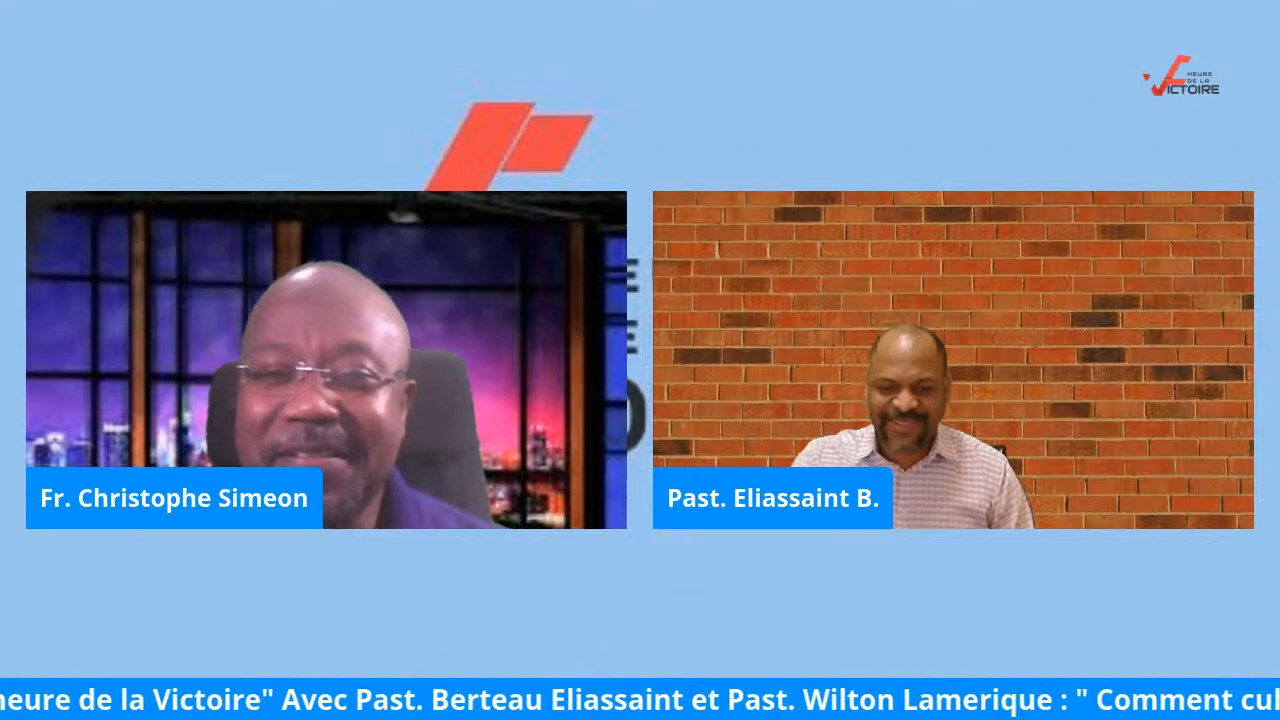 HEURE
DE LA
VICTOIRE
Fr. Christophe Simeon
Past. Eliassaint B.
heure de la Victoire" Avec Past. Berteau Eliassaint et Past. Wilton Lamerique : " Comment cul